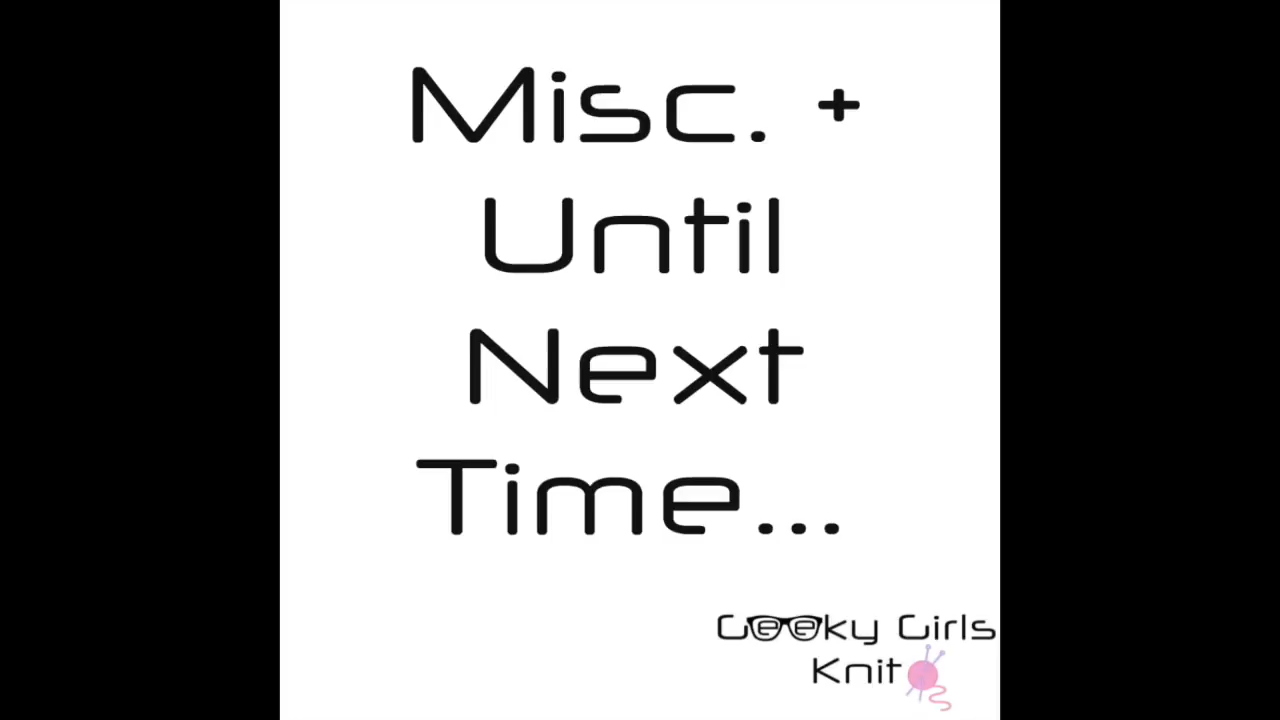 Misc. +
Until
Next
Time...
Geeky Girls
Knit